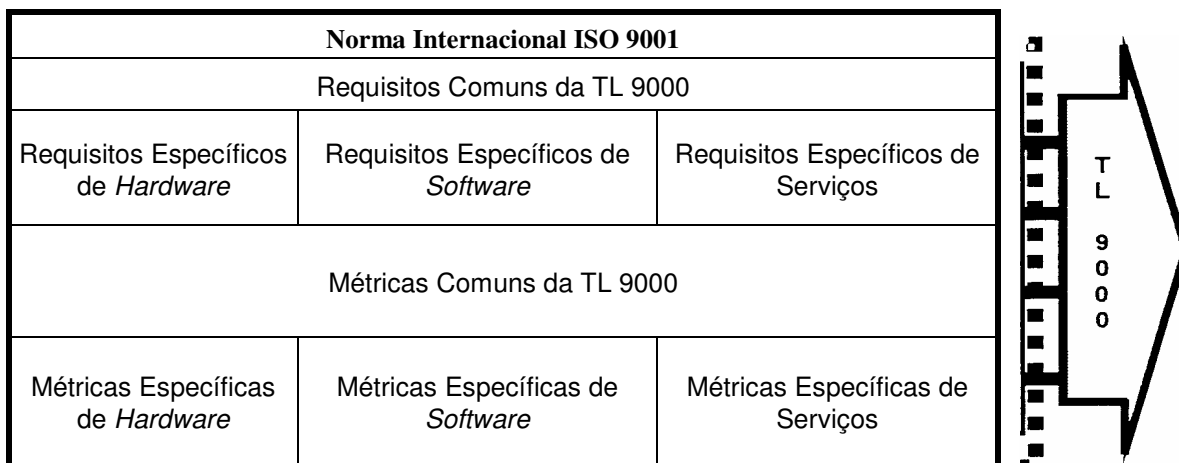 Norma Internacional ISO 9001
Requisitos Comuns da TL 9000
Requisitos Específicos
de Hardware
Requisitos Específicos de
Software
Requisitos Específicos de
Serviços
Métricas Comuns da TL 9000
Métricas Específicas
de Hardware
Métricas Específicas de
Software
Métricas Específicas de
Serviços
T
L
9
0
0
0